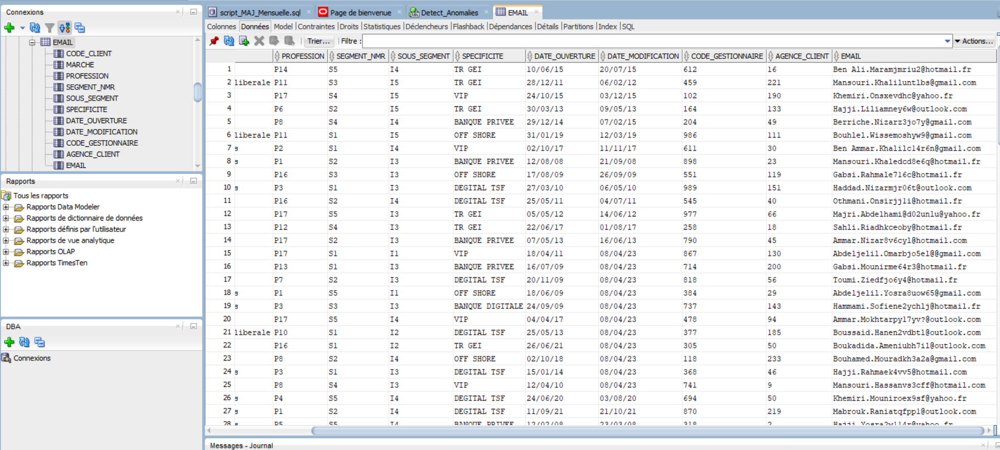 Connexions
EMAIL
CODE_CLIENT
MARCHE
PROFESSION
SEGMENT_NMR
SOUS_SEGMENT
SPECIFICITE
DATE_OUVERTURE
DATE_MODIFICATION
CODE_GESTIONNAIRE
AGENCE_CLIENT
EMAIL
Rapports
Tous les rapports
Rapports Data Modeler
Rapports de dictionnaire de données
Rapports définis par l'utilisateur
Rapports de vue analytique
Rapports OLAP
Rapports TimesTen
DBA
Connexions
script_MAJ_Mensuelle.sql Page de bienvenue Detect_Anomalies EMAIL
Colonnes Données Model Contraintes Droits Statistiques Déclencheurs Flashback Dépendances Détails Partitions Index SQL
Trier... Filtre : Actions...
PROFESSION SEGMENT_NMR SOUS_SEGMENT SPECIFICITE DATE_OUVERTURE DATE_MODIFICATION CODE_GESTIONNAIRE AGENCE_CLIENT EMAIL
1 P14 S5 I4 TR GEI 10/06/15 20/07/15 612 16 Ben Ali.Maramjmriu2@hotmail.fr
2 liberale P11 S3 I5 TR GEI 28/12/11 06/02/12 459 221 Mansouri.Khaliluntlbs@gmail.com
3 P17 S4 I5 VIP 24/10/15 03/12/15 102 190 Khemiri.Onsxevdhc@yahoo.fr
4 P6 S2 I5 TR GEI 30/03/13 09/05/13 164 133 Hajji.Liliamney6w@outlook.com
5 P8 S4 I4 BANQUE PRIVEE 29/12/14 07/02/15 204 49 Berriche.Nizarz3jo7y@gmail.com
6 liberale P11 S1 I5 OFF SHORE 31/01/19 12/03/19 986 111 Bouhlel.Wissemoshyw9@gmail.com
7 s P2 S1 I4 VIP 02/10/17 11/11/17 611 30 Ben Ammar.Khalilcl4r6n@gmail.com
8 s P1 S2 I3 BANQUE PRIVEE 12/08/08 21/09/08 898 23 Mansouri.Khaledcd8e6q@hotmail.fr
9 P16 S3 I3 OFF SHORE 17/08/09 26/09/09 551 119 Gabsi.Rahmale7l6c@hotmail.fr
10 s P3 S1 I3 DEGITAL TSF 27/03/10 06/05/10 989 151 Haddad.Nizarmjr06t@outlook.com
11 P16 S2 I4 DEGITAL TSF 25/05/11 04/07/11 545 40 Othmani.Onsirjjli@hotmail.fr
12 P17 S5 I3 TR GEI 05/05/12 14/06/12 977 66 Majri.Abdelhami@d02unlu@yahoo.fr
13 P12 S4 I3 TR GEI 22/06/17 01/08/17 258 18 Sahli.Riadhkceoby@hotmail.fr
14 P17 S2 I3 BANQUE PRIVEE 07/05/13 16/06/13 790 45 Ammar.Nizar8v6cyl@hotmail.com
15 P17 S1 I1 VIP 18/04/11 08/04/23 867 130 Abdeljelil.Omarbjo5el@@gmail.com
16 P13 S1 I3 BANQUE PRIVEE 16/07/09 08/04/23 714 200 Gabsi.Mounirme64r3@hotmail.fr
17 P7 S2 I3 DEGITAL TSF 20/11/09 08/04/23 818 56 Toumi.Ziedfjo6y4@hotmail.fr
18 s P1 S5 I1 OFF SHORE 18/06/09 08/04/23 384 29 Abdeljelil.Yosra8uow65@gmail.com
19 s P3 S3 I3 BANQUE DIGITALE 24/09/09 08/04/23 737 143 Hammami.Sofiene2ychlj@hotmail.fr
20 P17 S5 I4 VIP 04/04/17 08/04/23 478 94 Ammar.Mokhtarpyl7yv?@outlook.com
21 liberale P10 S1 I2 DEGITAL TSF 25/05/13 08/04/23 377 185 Boussaid.Hanen2vdbtl@outlook.com
22 P16 S1 I2 TR GEI 26/06/21 08/04/23 305 50 Boukadida.Ameniubh7il@outlook.com
23 P8 S2 I4 OFF SHORE 02/10/18 08/04/23 118 233 Bouhamed.Mouradkh3a2a@gmail.com
24 s P3 S1 I3 DEGITAL TSF 15/01/14 08/04/23 368 46 Hajji.Rahmaek4vv5@hotmail.com
25 P8 S4 I3 VIP 12/04/10 08/04/23 741 9 Mansouri.Hassanvs3cff@hotmail.com
26 s P4 S5 I4 DEGITAL TSF 24/06/20 03/08/20 694 50 Khemiri.Mouniroex9sf@yahoo.fr
27 s P1 S2 I4 DEGITAL TSF 11/09/21 21/10/21 870 219 Mabrouk.Raniatqfppl@outlook.com
28 s P5 S5 I4 BANQUE PRIVEE 12/02/08 23/03/08 318 2
Messages - Journal